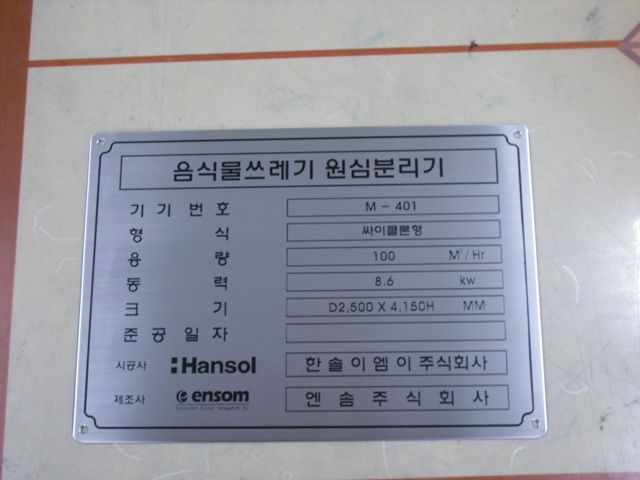 음식물쓰레기 원심분리기
기기번호 M - 401
형식 싸이클론형
용량 100 M³/Hr
동력 8.6 kw
크기 D2,500 X 4,150H MM
준공일자
시공사 Hansol 한솔이엠이주식회사
제조사 ensom 엔솜주식회사